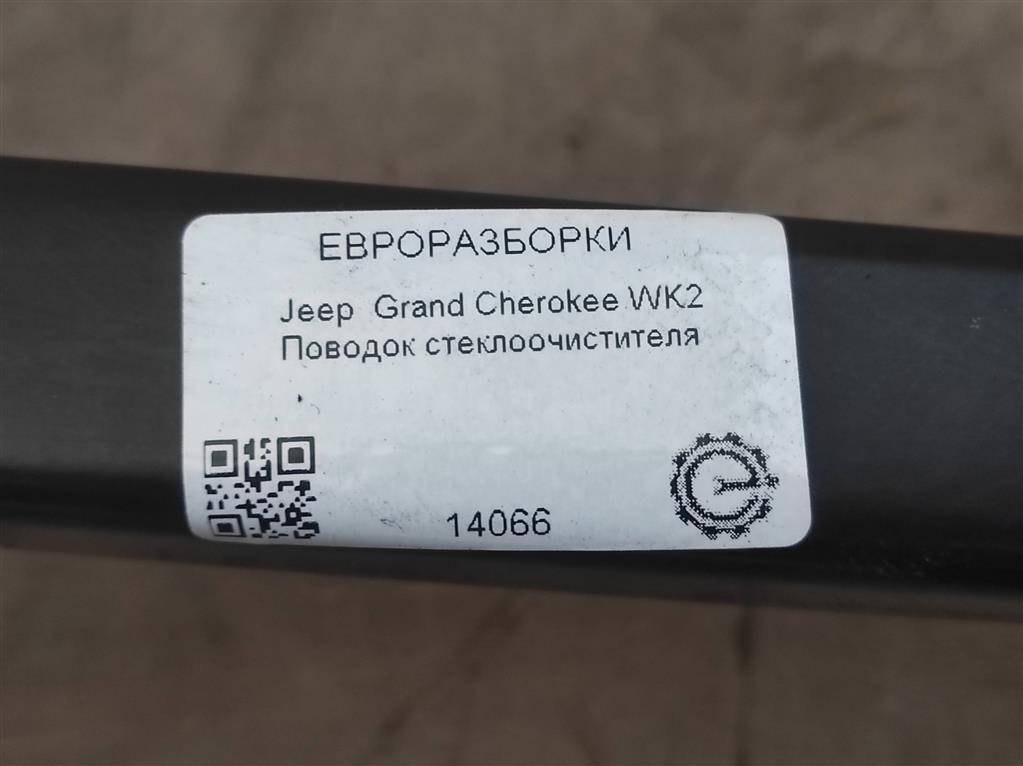 ЕВРОРАЗБОРКИ
Jeep Grand Cherokee WK2
Поводок стеклоочистителя
14066